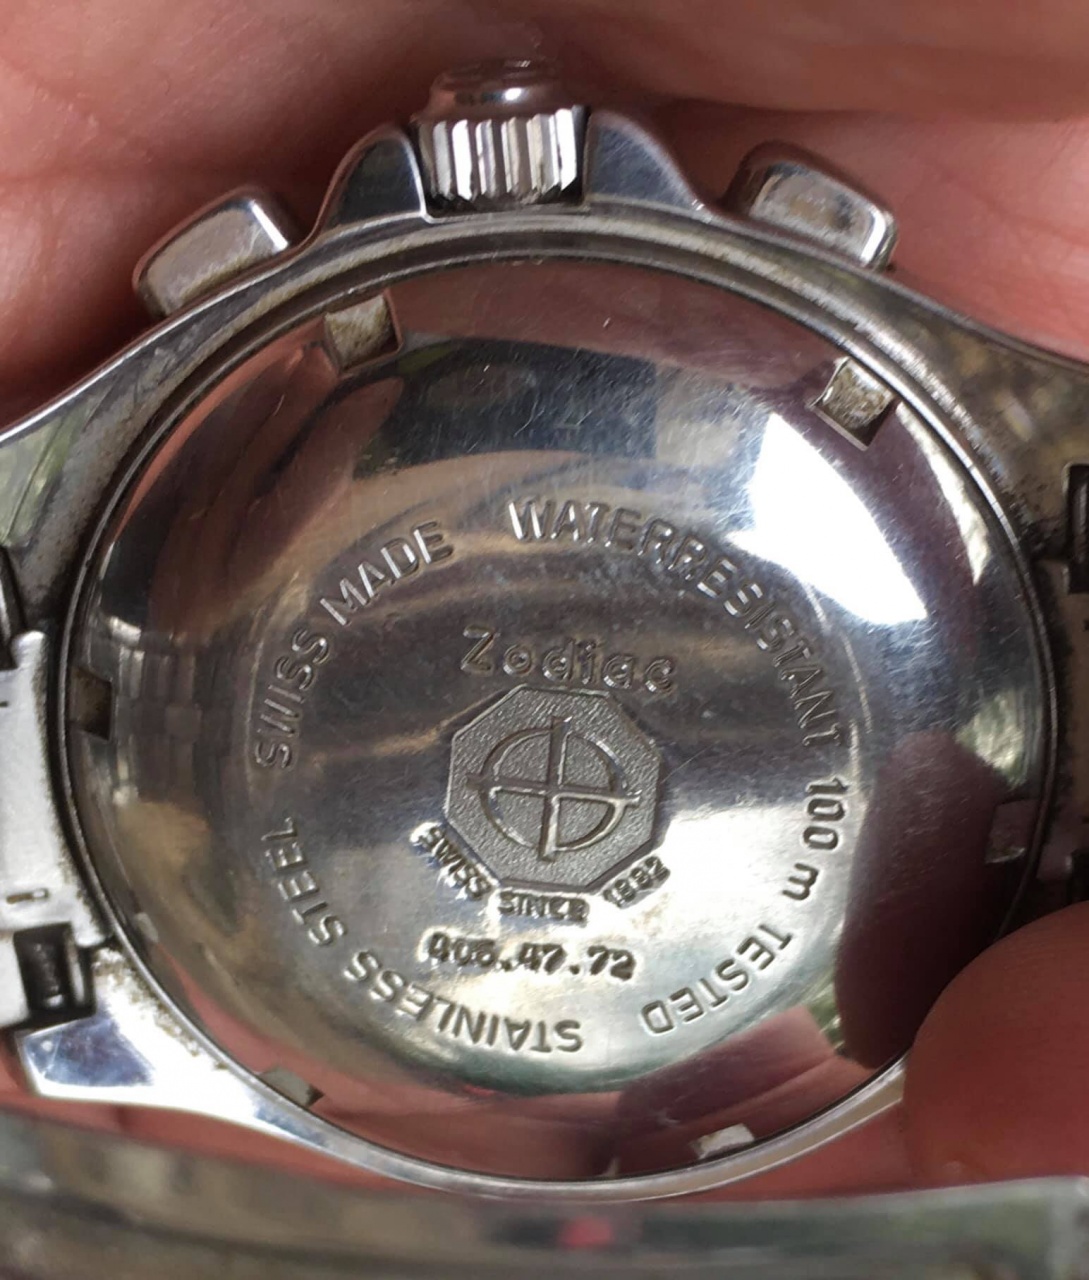 SWISS MADE
WATERRESISTANT 100 m TESTED
STAINLESS STEEL
Zodiac
SWISS SINCE 1882
405.47.72